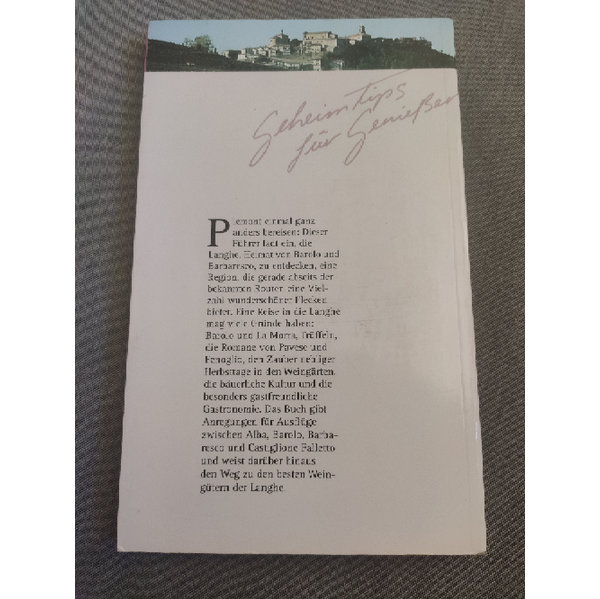 Geheimtips
für Genießer
Piemont einmal ganz
anders bereisen: Dieser
Führer lädt ein, die
Langhe, Heimat von Barolo und
Barbaresco, zu entdecken, eine
Region, die gerade abseits der
bekannten Routen eine Viel-
zahl wunderschöner Flecken
bietet. Eine Reise in die Langhe
mag viele Gründe haben:
Barolo und La Morra, Trüffeln,
die Romane von Pavese und
Fenoglio, den Zauber nebliger
Herbsttage in den Weingärten,
die bäuerliche Kultur und die
besonders gastfreundliche
Gastronomie. Das Buch gibt
Anregungen für Ausflüge
zwischen Alba, Barolo, Barba-
resco und Castiglione Falletto
und weist darüber hinaus
den Weg zu den besten Wein-
gütern der Langhe.